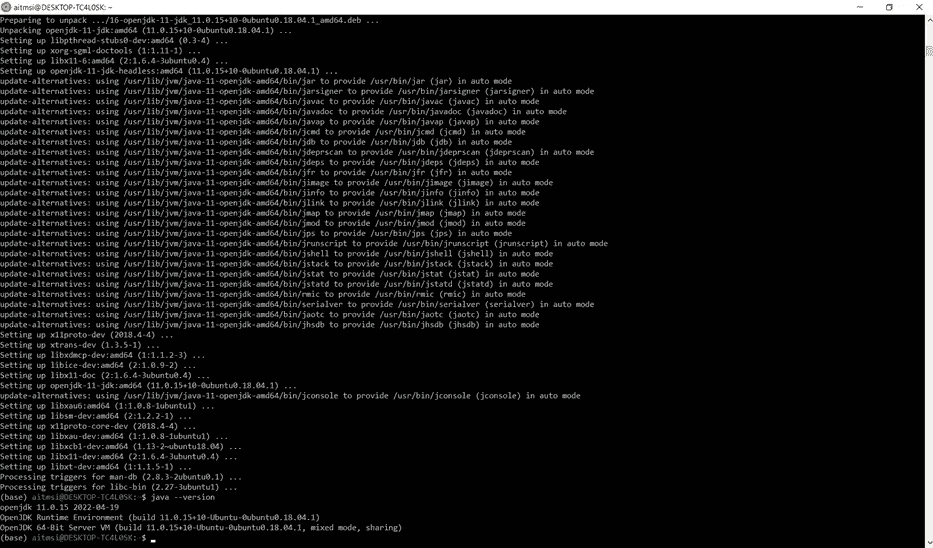 aitmsi@DESKTOP-TC4L0SK: ~
Preparing to unpack .../16-openjdk-11-jdk_11.0.15+10-0ubuntu0.18.04.1_amd64.deb ...
Unpacking openjdk-11-jdk:amd64 (11.0.15+10-0ubuntu0.18.04.1) ...
Setting up libpthread-stubs0-dev:amd64 (0.3-4) ...
Setting up xorg-sgml-doctools (1:1.11-1) ...
Setting up libx11-6:amd64 (2:1.6.4-3ubuntu0.4) ...
Setting up openjdk-11-jdk-headless:amd64 (11.0.15+10-0ubuntu0.18.04.1) ...
update-alternatives: using /usr/lib/jvm/java-11-openjdk-amd64/bin/jar to provide /usr/bin/jar (jar) in auto mode
update-alternatives: using /usr/lib/jvm/java-11-openjdk-amd64/bin/jarsigner to provide /usr/bin/jarsigner (jarsigner) in auto mode
update-alternatives: using /usr/lib/jvm/java-11-openjdk-amd64/bin/javac to provide /usr/bin/javac (javac) in auto mode
update-alternatives: using /usr/lib/jvm/java-11-openjdk-amd64/bin/javadoc to provide /usr/bin/javadoc (javadoc) in auto mode
update-alternatives: using /usr/lib/jvm/java-11-openjdk-amd64/bin/javap to provide /usr/bin/javap (javap) in auto mode
update-alternatives: using /usr/lib/jvm/java-11-openjdk-amd64/bin/jcmd to provide /usr/bin/jcmd (jcmd) in auto mode
update-alternatives: using /usr/lib/jvm/java-11-openjdk-amd64/bin/jdb to provide /usr/bin/jdb (jdb) in auto mode
update-alternatives: using /usr/lib/jvm/java-11-openjdk-amd64/bin/jdeprscan to provide /usr/bin/jdeprscan (jdeprscan) in auto mode
update-alternatives: using /usr/lib/jvm/java-11-openjdk-amd64/bin/jdeps to provide /usr/bin/jdeps (jdeps) in auto mode
update-alternatives: using /usr/lib/jvm/java-11-openjdk-amd64/bin/jfr to provide /usr/bin/jfr (jfr) in auto mode
update-alternatives: using /usr/lib/jvm/java-11-openjdk-amd64/bin/jimage to provide /usr/bin/jimage (jimage) in auto mode
update-alternatives: using /usr/lib/jvm/java-11-openjdk-amd64/bin/jinfo to provide /usr/bin/jinfo (jinfo) in auto mode
update-alternatives: using /usr/lib/jvm/java-11-openjdk-amd64/bin/jlink to provide /usr/bin/jlink (jlink) in auto mode
update-alternatives: using /usr/lib/jvm/java-11-openjdk-amd64/bin/jmap to provide /usr/bin/jmap (jmap) in auto mode
update-alternatives: using /usr/lib/jvm/java-11-openjdk-amd64/bin/jmod to provide /usr/bin/jmod (jmod) in auto mode
update-alternatives: using /usr/lib/jvm/java-11-openjdk-amd64/bin/jps to provide /usr/bin/jps (jps) in auto mode
update-alternatives: using /usr/lib/jvm/java-11-openjdk-amd64/bin/jrunscript to provide /usr/bin/jrunscript (jrunscript) in auto mode
update-alternatives: using /usr/lib/jvm/java-11-openjdk-amd64/bin/jshell to provide /usr/bin/jshell (jshell) in auto mode
update-alternatives: using /usr/lib/jvm/java-11-openjdk-amd64/bin/jstack to provide /usr/bin/jstack (jstack) in auto mode
update-alternatives: using /usr/lib/jvm/java-11-openjdk-amd64/bin/jstat to provide /usr/bin/jstat (jstat) in auto mode
update-alternatives: using /usr/lib/jvm/java-11-openjdk-amd64/bin/jstatd to provide /usr/bin/jstatd (jstatd) in auto mode
update-alternatives: using /usr/lib/jvm/java-11-openjdk-amd64/bin/rmic to provide /usr/bin/rmic (rmic) in auto mode
update-alternatives: using /usr/lib/jvm/java-11-openjdk-amd64/bin/serialver to provide /usr/bin/serialver (serialver) in auto mode
update-alternatives: using /usr/lib/jvm/java-11-openjdk-amd64/bin/jaotc to provide /usr/bin/jaotc (jaotc) in auto mode
update-alternatives: using /usr/lib/jvm/java-11-openjdk-amd64/bin/jhsdb to provide /usr/bin/jhsdb (jhsdb) in auto mode
Setting up x11proto-dev (2018.4-4) ...
Setting up xtrans-dev (1.3.5-1) ...
Setting up libxdmcp-dev:amd64 (1:1.1.2-3) ...
Setting up libice-dev:amd64 (2:1.0.9-2) ...
Setting up libx11-doc (2:1.6.4-3ubuntu0.4) ...
Setting up openjdk-11-jdk:amd64 (11.0.15+10-0ubuntu0.18.04.1) ...
update-alternatives: using /usr/lib/jvm/java-11-openjdk-amd64/bin/jconsole to provide /usr/bin/jconsole (jconsole) in auto mode
Setting up libxau6:amd64 (1:1.0.8-1ubuntu1) ...
Setting up libsm-dev:amd64 (2:1.2.2-1) ...
Setting up x11proto-core-dev (2018.4-4) ...
Setting up libxau-dev:amd64 (1:1.0.8-1ubuntu1) ...
Setting up libxcb1-dev:amd64 (1.13-2~ubuntu18.04) ...
Setting up libx11-dev:amd64 (2:1.6.4-3ubuntu0.4) ...
Setting up libxt-dev:amd64 (1:1.1.5-1) ...
Processing triggers for man-db (2.8.3-2ubuntu0.1) ...
Processing triggers for libc-bin (2.27-3ubuntu1) ...
(base) aitmsi@DESKTOP-TC4L0SK:~$ java --version
openjdk 11.0.15 2022-04-19
OpenJDK Runtime Environment (build 11.0.15+10-Ubuntu-0ubuntu0.18.04.1)
OpenJDK 64-Bit Server VM (build 11.0.15+10-Ubuntu-0ubuntu0.18.04.1, mixed mode, sharing)
(base) aitmsi@DESKTOP-TC4L0SK:~$